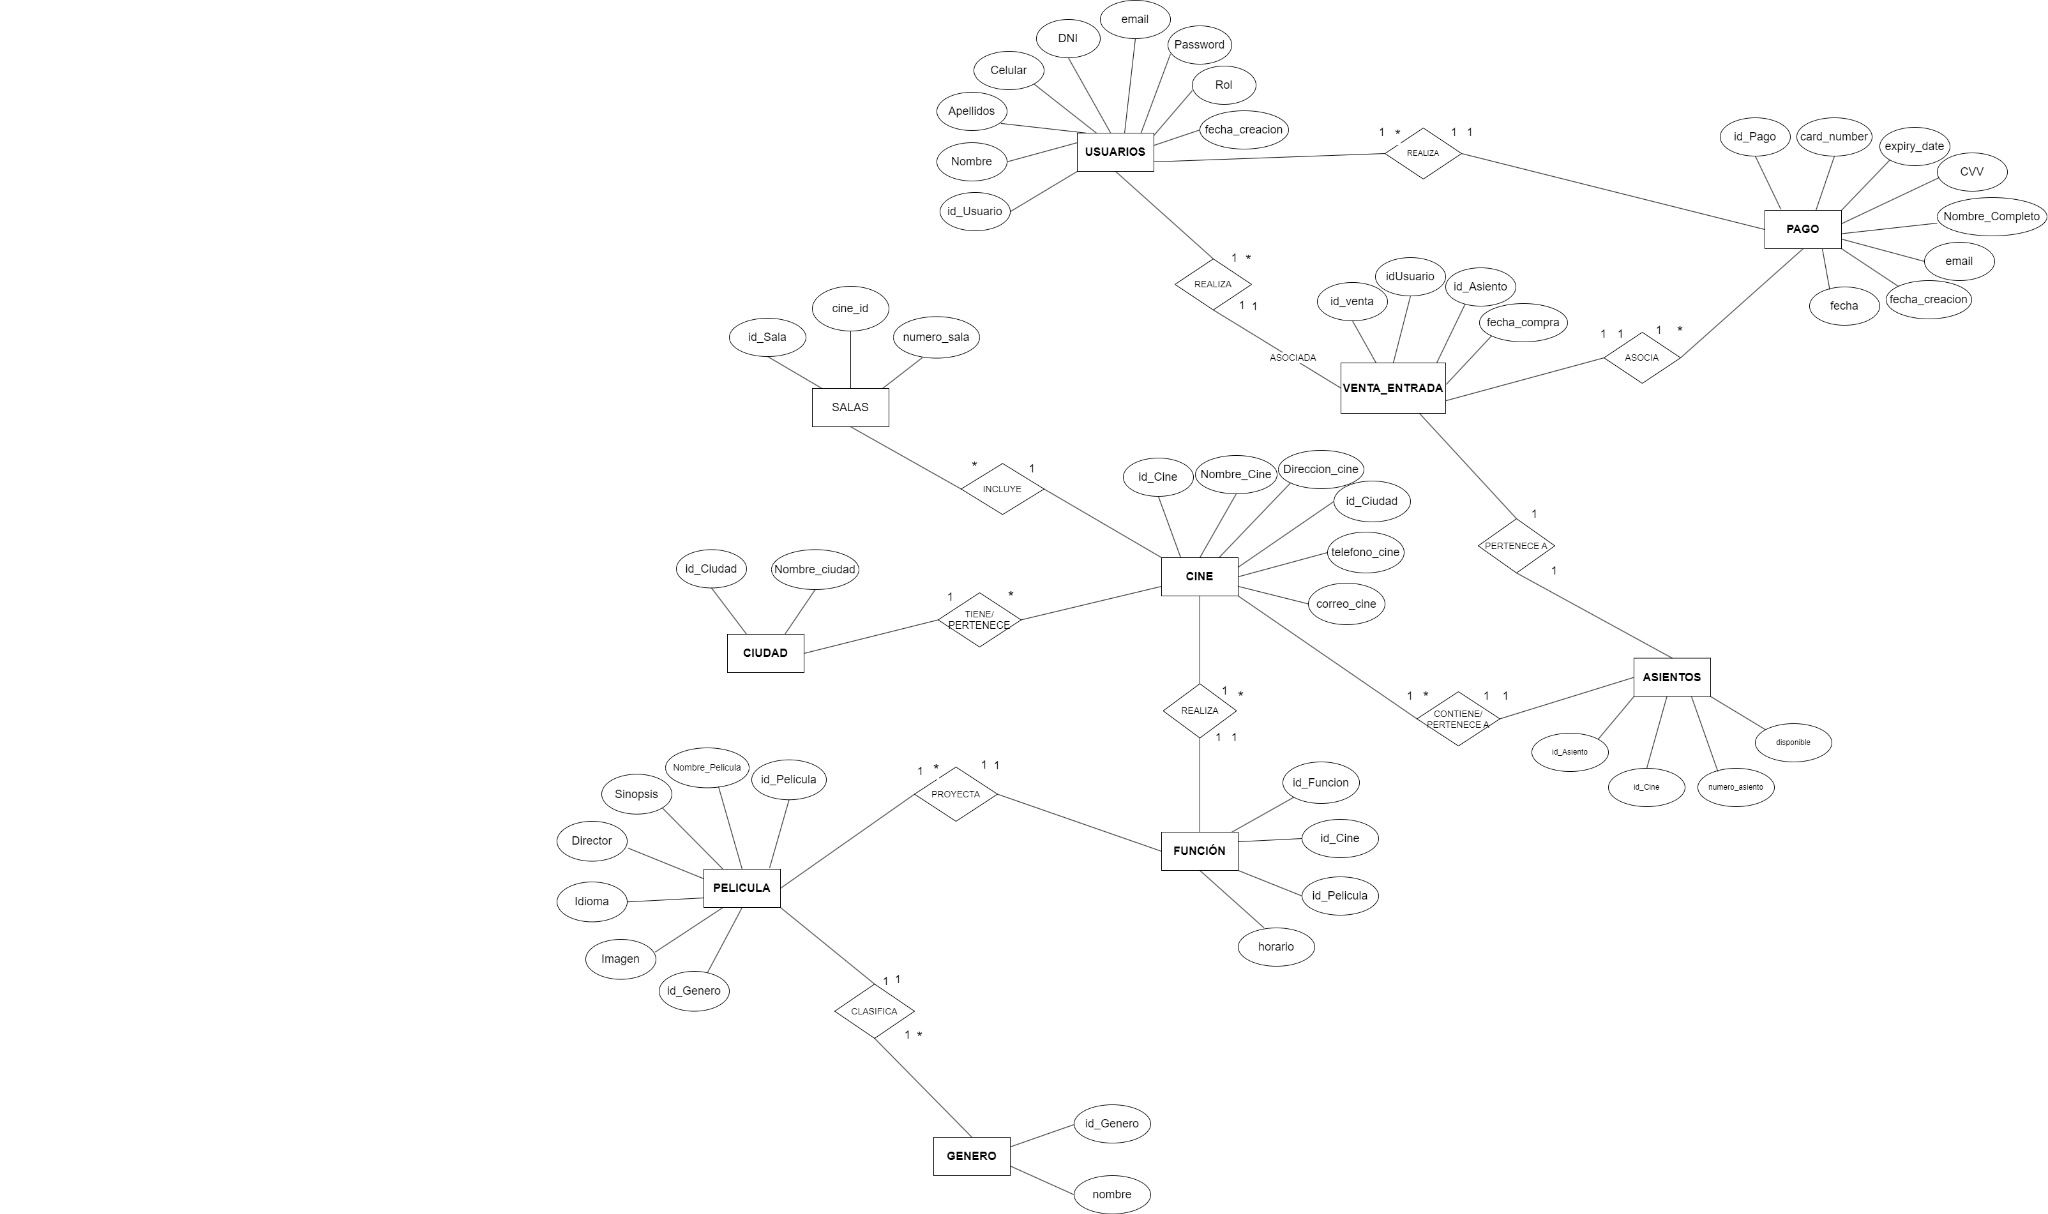 email
DNI
Password
Celular
Rol
Apellidos
fecha_creacion
USUARIOS
Nombre
id_Usuario
1 *
1 1
REALIZA
id_Pago
card_number
expiry_date
CVV
Nombre_Completo
PAGO
email
fecha_creacion
fecha
1 *
REALIZA
1 1
ASOCIADA
id_venta
idUsuario
id_Asiento
fecha_compra
VENTA_ENTRADA
1 1
1 *
ASOCIA
cine_id
id_Sala
numero_sala
SALAS
*
1
INCLUYE
id_CIne
Nombre_Cine
Direccion_cine
id_Ciudad
telefono_cine
CINE
correo_cine
1
PERTENECE A
1
id_Ciudad
Nombre_ciudad
1
*
TIENE/
PERTENECE
CIUDAD
ASIENTOS
1 *
1 1
CONTIENE/
PERTENECE A
id_Asiento
id_Cine
numero_asiento
disponible
1
*
REALIZA
1 1
Nombre_Pelicula
id_Pelicula
Sinopsis
Director
PELICULA
Idioma
Imagen
id_Genero
1 *
1 1
PROYECTA
id_Funcion
id_Cine
FUNCIÓN
id_Pelicula
horario
1 1
CLASIFICA
1 *
id_Genero
GENERO
nombre